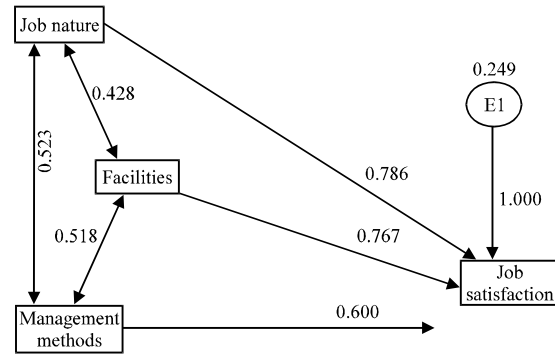 Job nature
0.249
0.428
E1
0.523
0.786
Facilities
1.000
0.518
0.767
Job
satisfaction
0.600
Management
methods